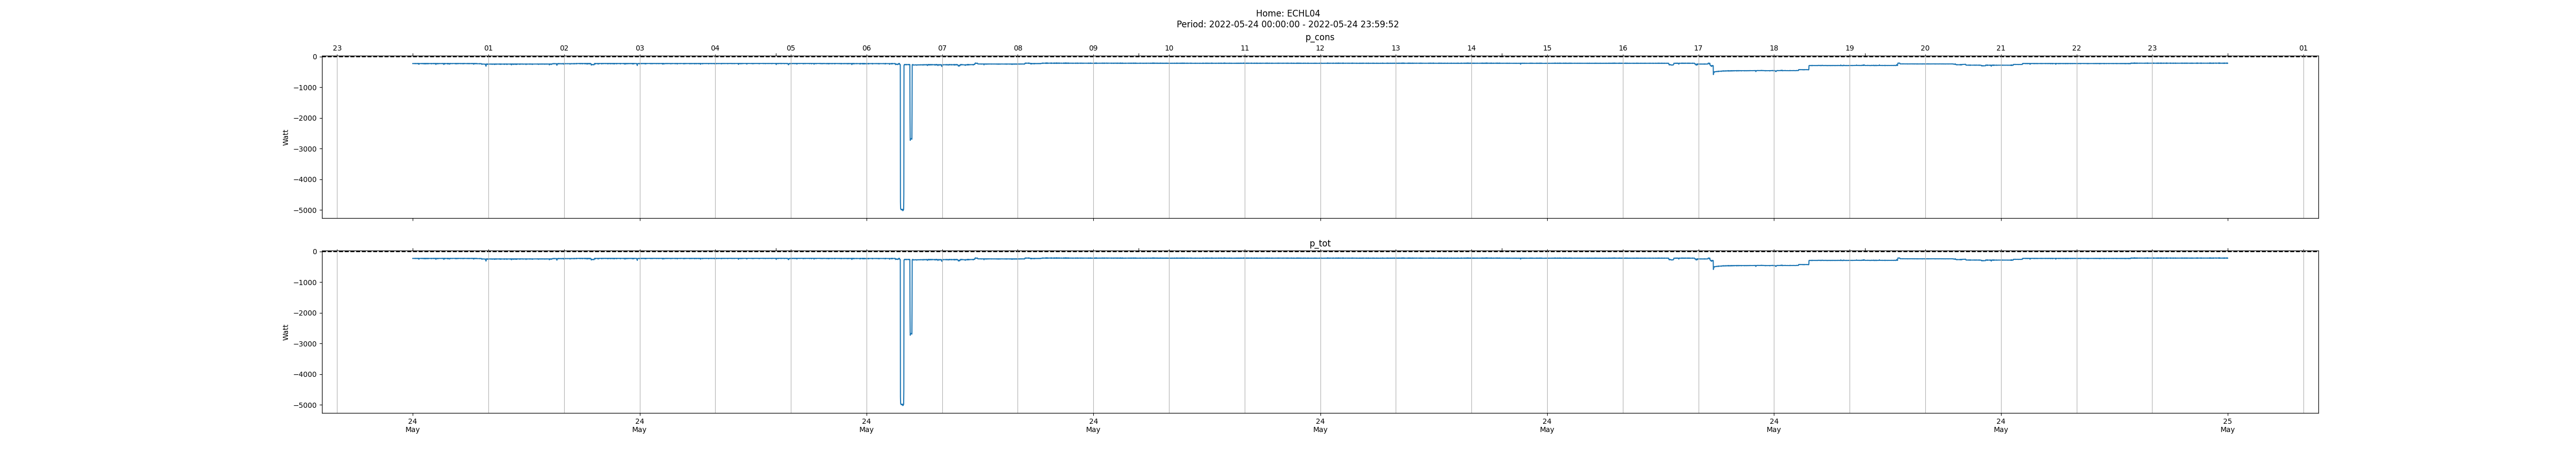 Home: ECHL04
Period: 2022-05-24 00:00:00 - 2022-05-24 23:59:52
p_cons
23 01 02 03 04 05 06 07 08 09 10 11 12 13 14 15 16 17 18 19 20 21 22 23 01
0
−1000
−2000
−3000
−4000
−5000
Watt
p_tot
0
−1000
−2000
−3000
−4000
−5000
Watt
24 24 24 24 24 24 24 24 25
May May May May May May May May May